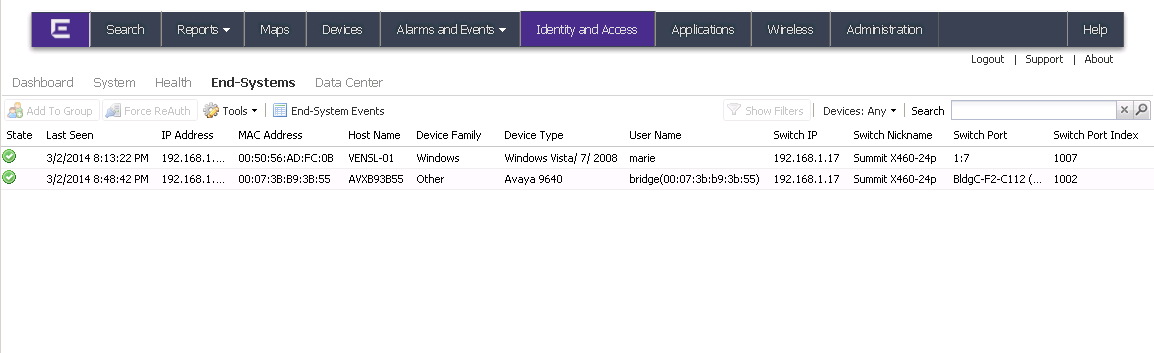 E Search Reports Maps Devices Alarms and Events Identity and Access Applications Wireless Administration Help
Logout | Support | About
Dashboard System Health End-Systems Data Center
Add To Group Force ReAuth Tools End-System Events Show Filters Devices: Any Search
State Last Seen IP Address MAC Address Host Name Device Family Device Type User Name Switch IP Switch Nickname Switch Port Switch Port Index
3/2/2014 8:13:22 PM 192.168.1.... 00:50:56:AD:FC:0B VENSL-01 Windows Windows Vista/ 7/ 2008 marie 192.168.1.17 Summit X460-24p 1:7 1007
3/2/2014 8:48:42 PM 192.168.1.... 00:07:3B:B9:3B:55 AVXB93B55 Other Avaya 9640 bridge(00:07:3b:b9:3b:55) 192.168.1.17 Summit X460-24p BldgC-F2-C112 (... 1002